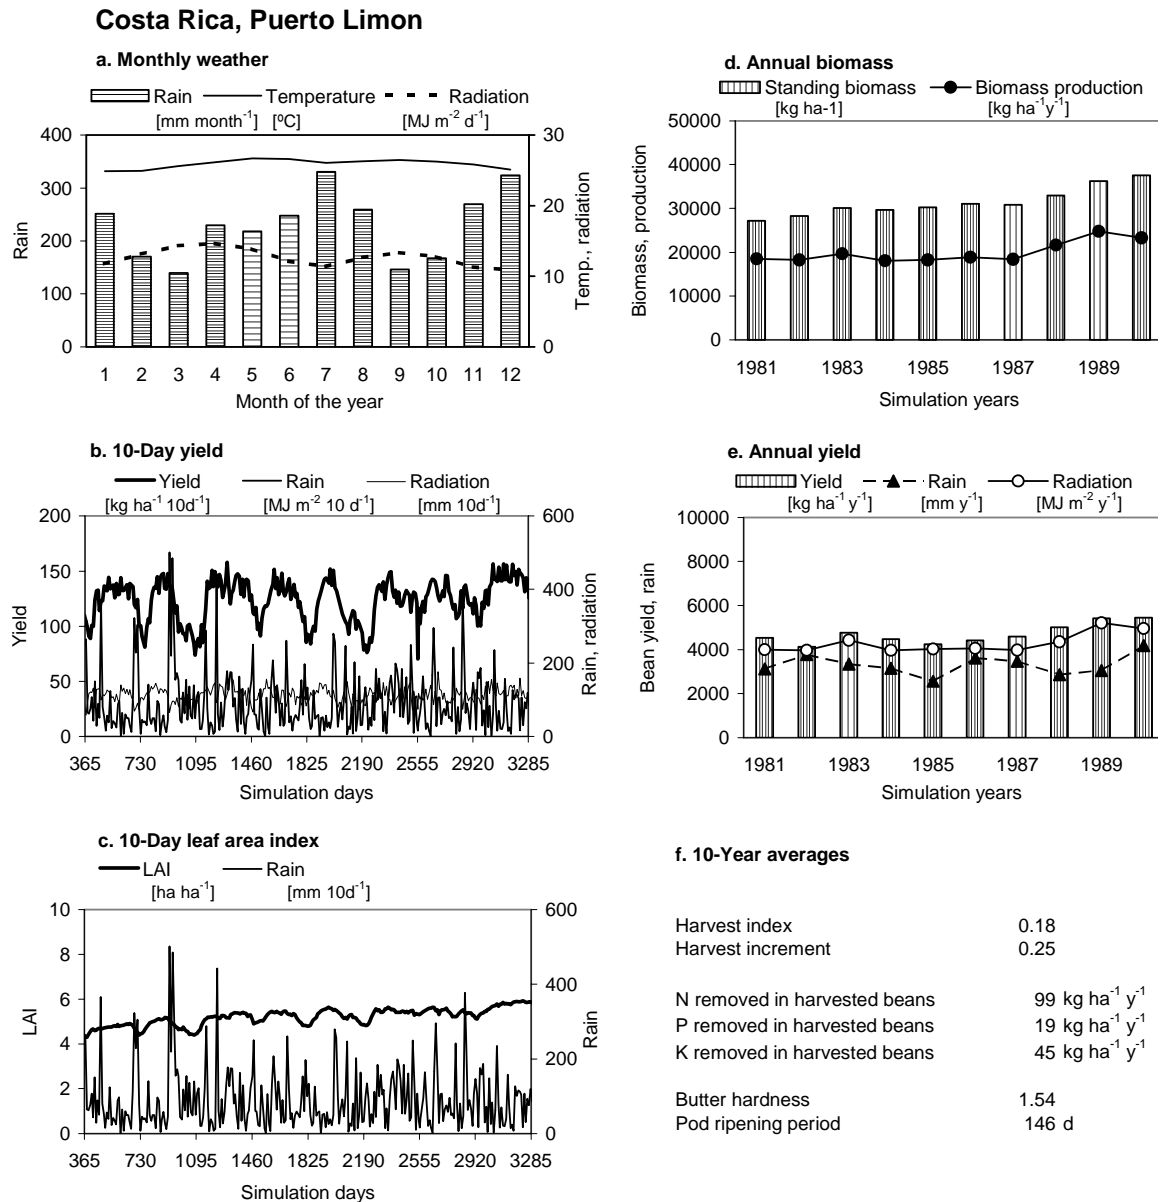 Costa Rica, Puerto Limon
a. Monthly weather
Rain Temperature Radiation
[mm month⁻¹] [ºC] [MJ m⁻² d⁻¹]
400 30
300
20
200
10
100
0 0
Rain
Temp., radiation
1 2 3 4 5 6 7 8 9 10 11 12
Month of the year
d. Annual biomass
Standing biomass Biomass production
[kg ha-1] [kg ha⁻¹y⁻¹]
50000
40000
30000
20000
10000
0
Biomass, production
1981 1983 1985 1987 1989
Simulation years
b. 10-Day yield
Yield Rain Radiation
[kg ha⁻¹ 10d⁻¹] [MJ m⁻² 10 d⁻¹] [mm 10d⁻¹]
200 600
150
400
100
200
50
0 0
Yield
Rain, radiation
365 730 1095 1460 1825 2190 2555 2920 3285
Simulation days
e. Annual yield
Yield Rain Radiation
[kg ha⁻¹ y⁻¹] [mm y⁻¹] [MJ m⁻² y⁻¹]
10000
8000
6000
4000
2000
0
Bean yield, rain
1981 1983 1985 1987 1989
Simulation years
c. 10-Day leaf area index
LAI Rain
[ha ha⁻¹] [mm 10d⁻¹]
10 600
8
6 400
4
200
2
0 0
LAI
Rain
365 730 1095 1460 1825 2190 2555 2920 3285
Simulation days
f. 10-Year averages
Harvest index 0.18
Harvest increment 0.25
N removed in harvested beans 99 kg ha⁻¹ y⁻¹
P removed in harvested beans 19 kg ha⁻¹ y⁻¹
K removed in harvested beans 45 kg ha⁻¹ y⁻¹
Butter hardness 1.54
Pod ripening period 146 d